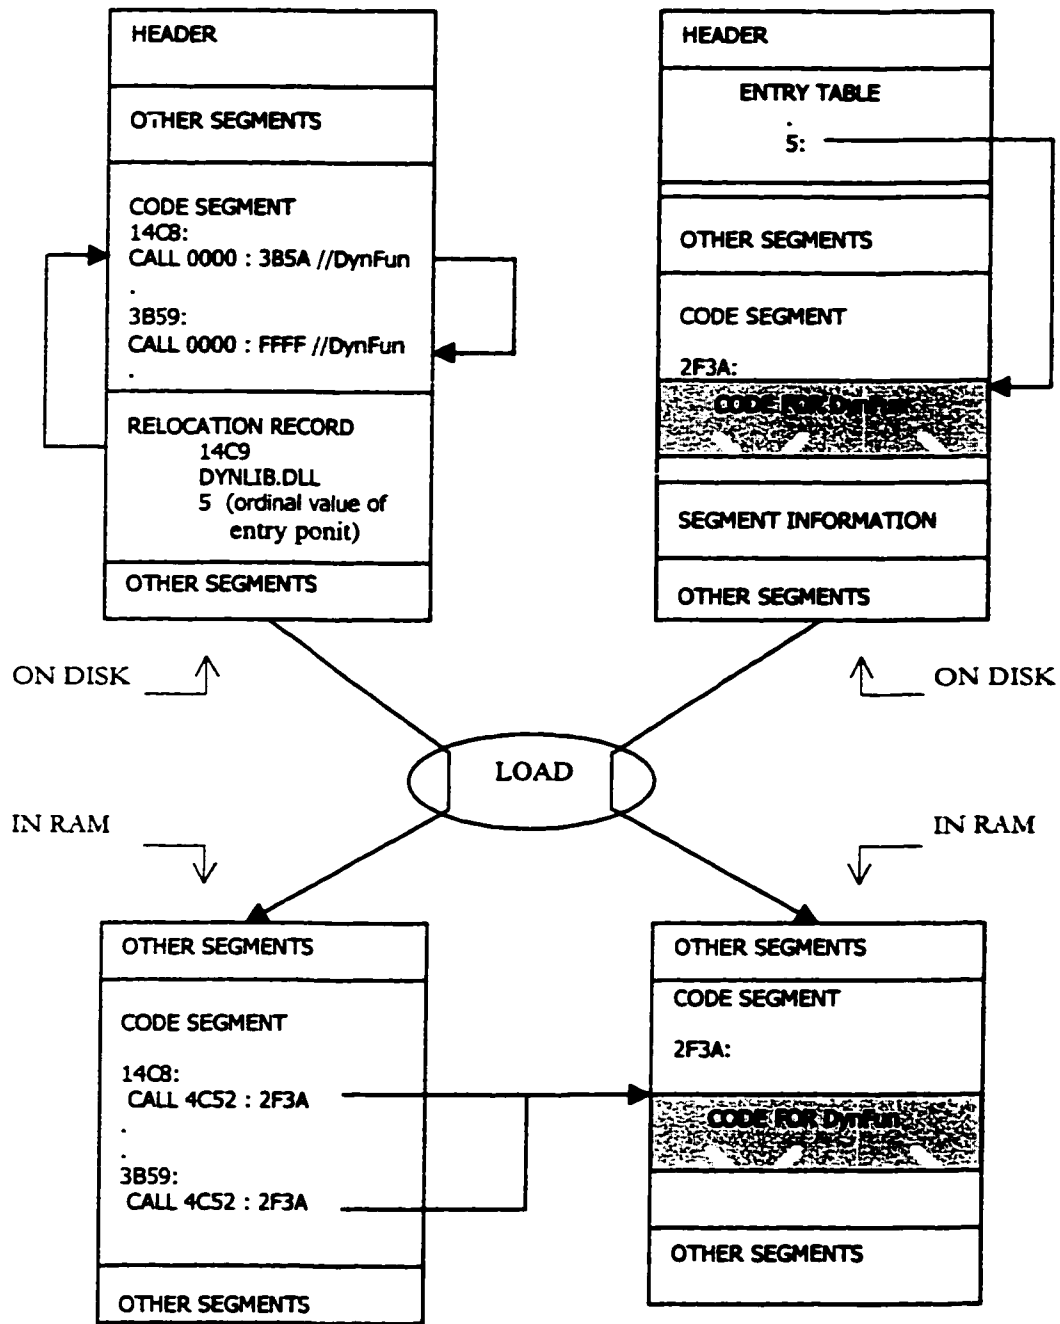 HEADER
OTHER SEGMENTS
CODE SEGMENT
14C8:
CALL 0000 : 3B5A //DynFun
.
3B59:
CALL 0000 : FFFF //DynFun
.
RELOCATION RECORD
14C9
DYNLIB.DLL
5 (ordinal value of
entry ponit)
OTHER SEGMENTS
HEADER
ENTRY TABLE
.
5:
OTHER SEGMENTS
CODE SEGMENT
2F3A:
CODE FOR DynFun
SEGMENT INFORMATION
OTHER SEGMENTS
ON DISK
ON DISK
LOAD
IN RAM
IN RAM
OTHER SEGMENTS
CODE SEGMENT
14C8:
CALL 4C52 : 2F3A
.
.
3B59:
CALL 4C52 : 2F3A
OTHER SEGMENTS
OTHER SEGMENTS
CODE SEGMENT
2F3A:
CODE FOR DynFun
OTHER SEGMENTS